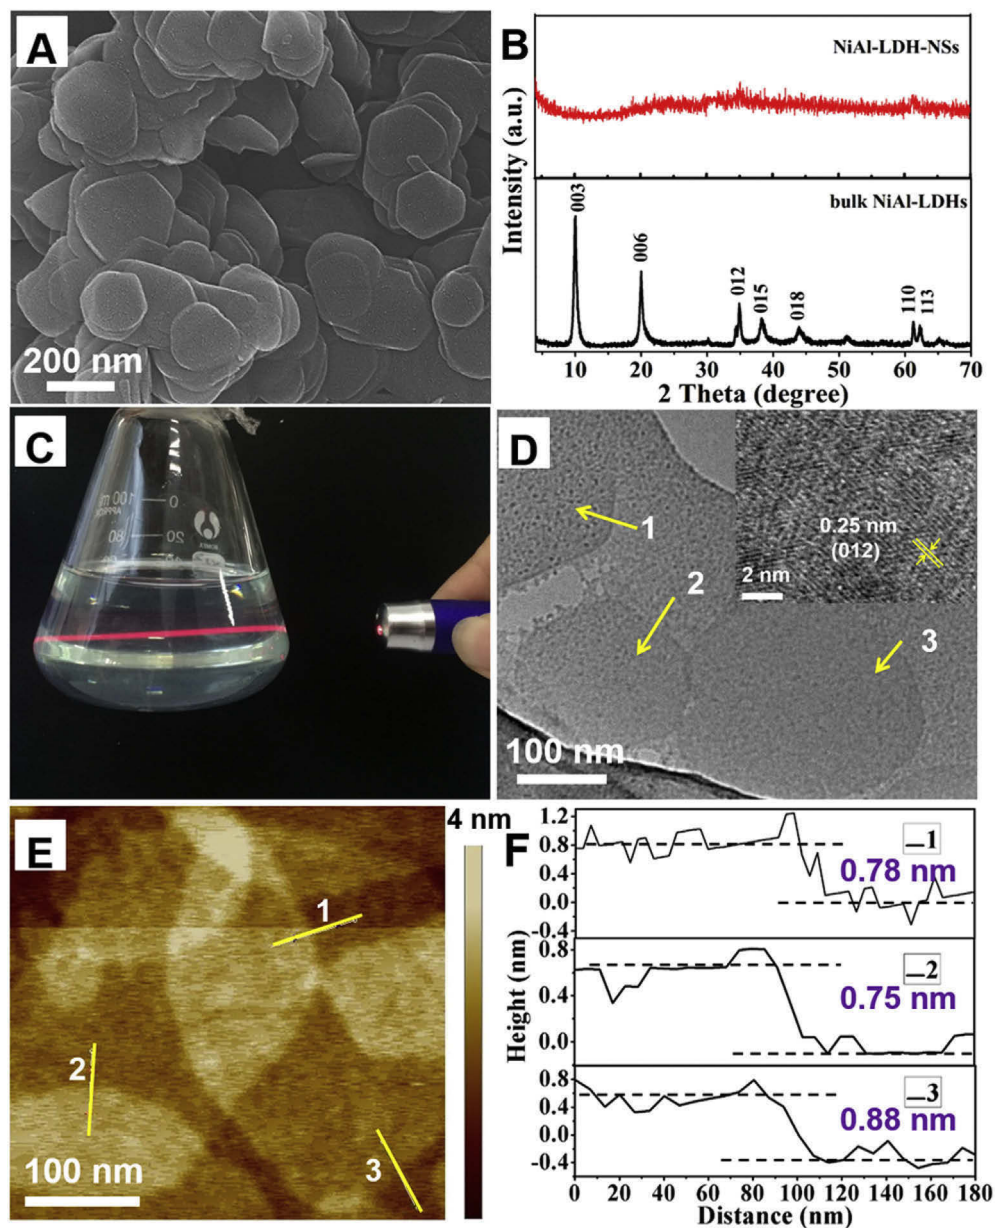 A
200 nm
B
NiAl-LDH-NSs
bulk NiAl-LDHs
003
006
012
015
018
110
113
Intensity (a.u.)
10 20 30 40 50 60 70
2 Theta (degree)
C
100 m
0
80
20
D
1
2
3
100 nm
0.25 nm
(012)
2 nm
E
4 nm
1
2
3
100 nm
F
1.2
0.8
0.4
0.0
-0.4
1
0.78 nm
0.8
0.4
0.0
2
0.75 nm
0.8
0.4
0.0
-0.4
3
0.88 nm
Height (nm)
0 20 40 60 80 100 120 140 160 180
Distance (nm)